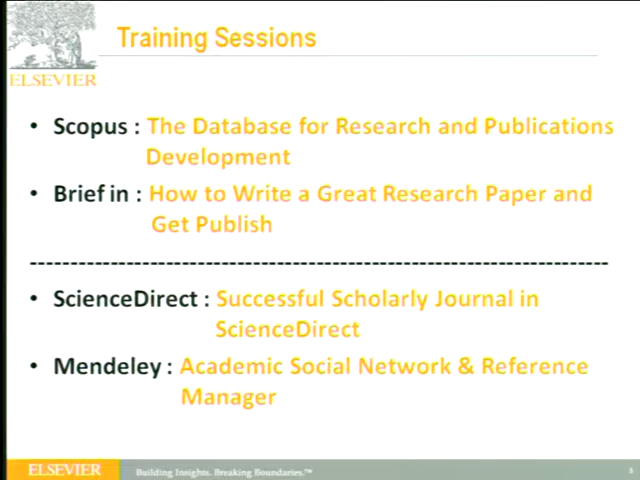 Training Sessions
ELSEVIER
• Scopus : The Database for Research and Publications
Development
• Brief in : How to Write a Great Research Paper and
Get Publish
--------------------------------------------------------------------------
• ScienceDirect : Successful Scholarly Journal in
ScienceDirect
• Mendeley : Academic Social Network & Reference
Manager
ELSEVIER Building Insights. Breaking Boundaries.™